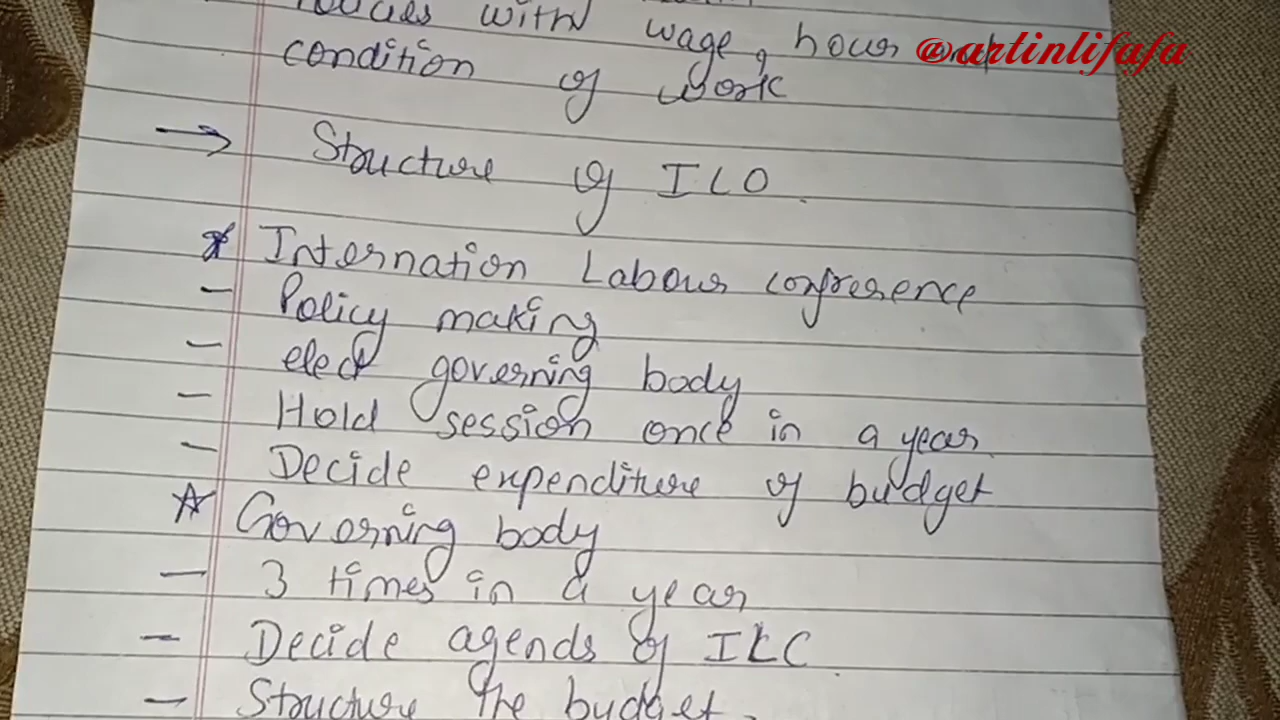 with wage, hours
condition of work
→ Structure of ILO
* Internation Labour conference
- Policy making
- elect governing body
- Hold session once in a year
- Decide expenditure of budget
☆ Governing body
- 3 times in a year
- Decide agends of ILC
- Structure the budget.
@artinlifafa